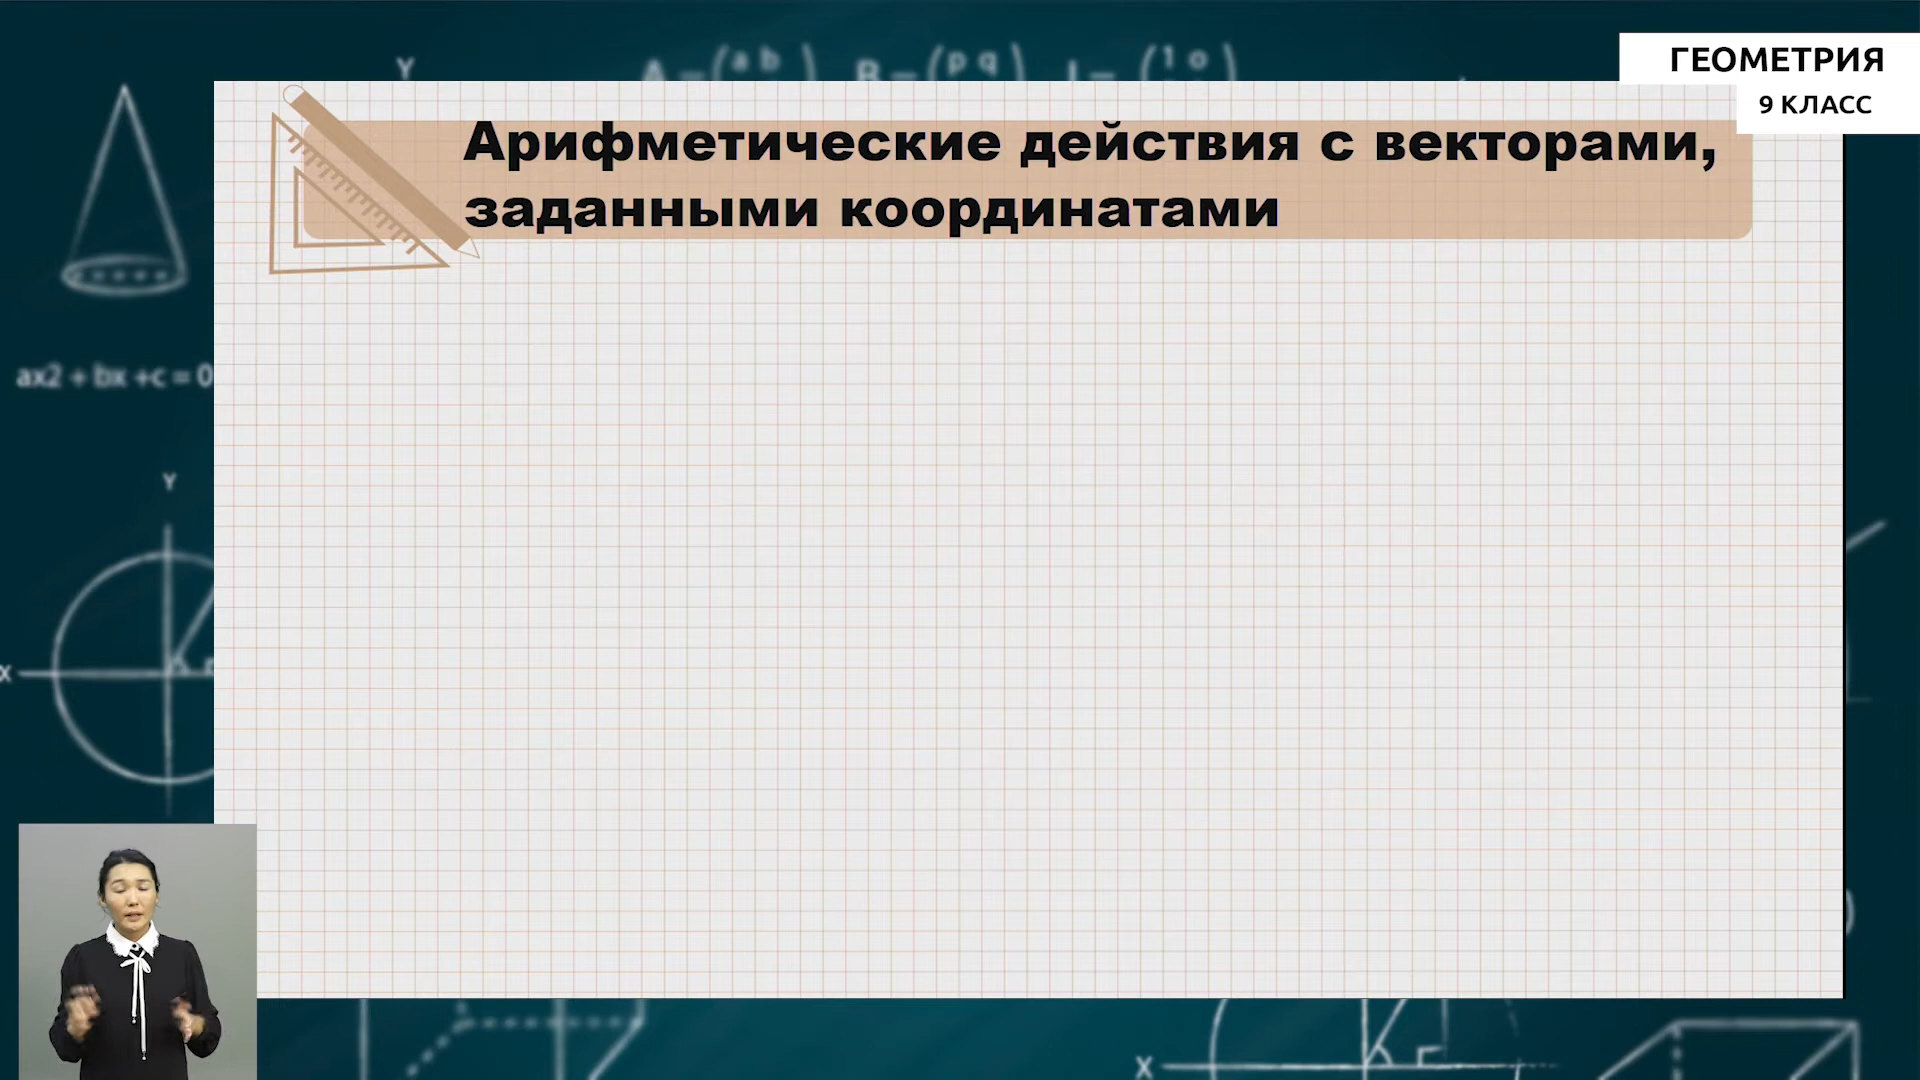 ГЕОМЕТРИЯ
9 КЛАСС
Арифметические действия с векторами,
заданными координатами
Y
ax2 + bx +c = 0
Y
X
X